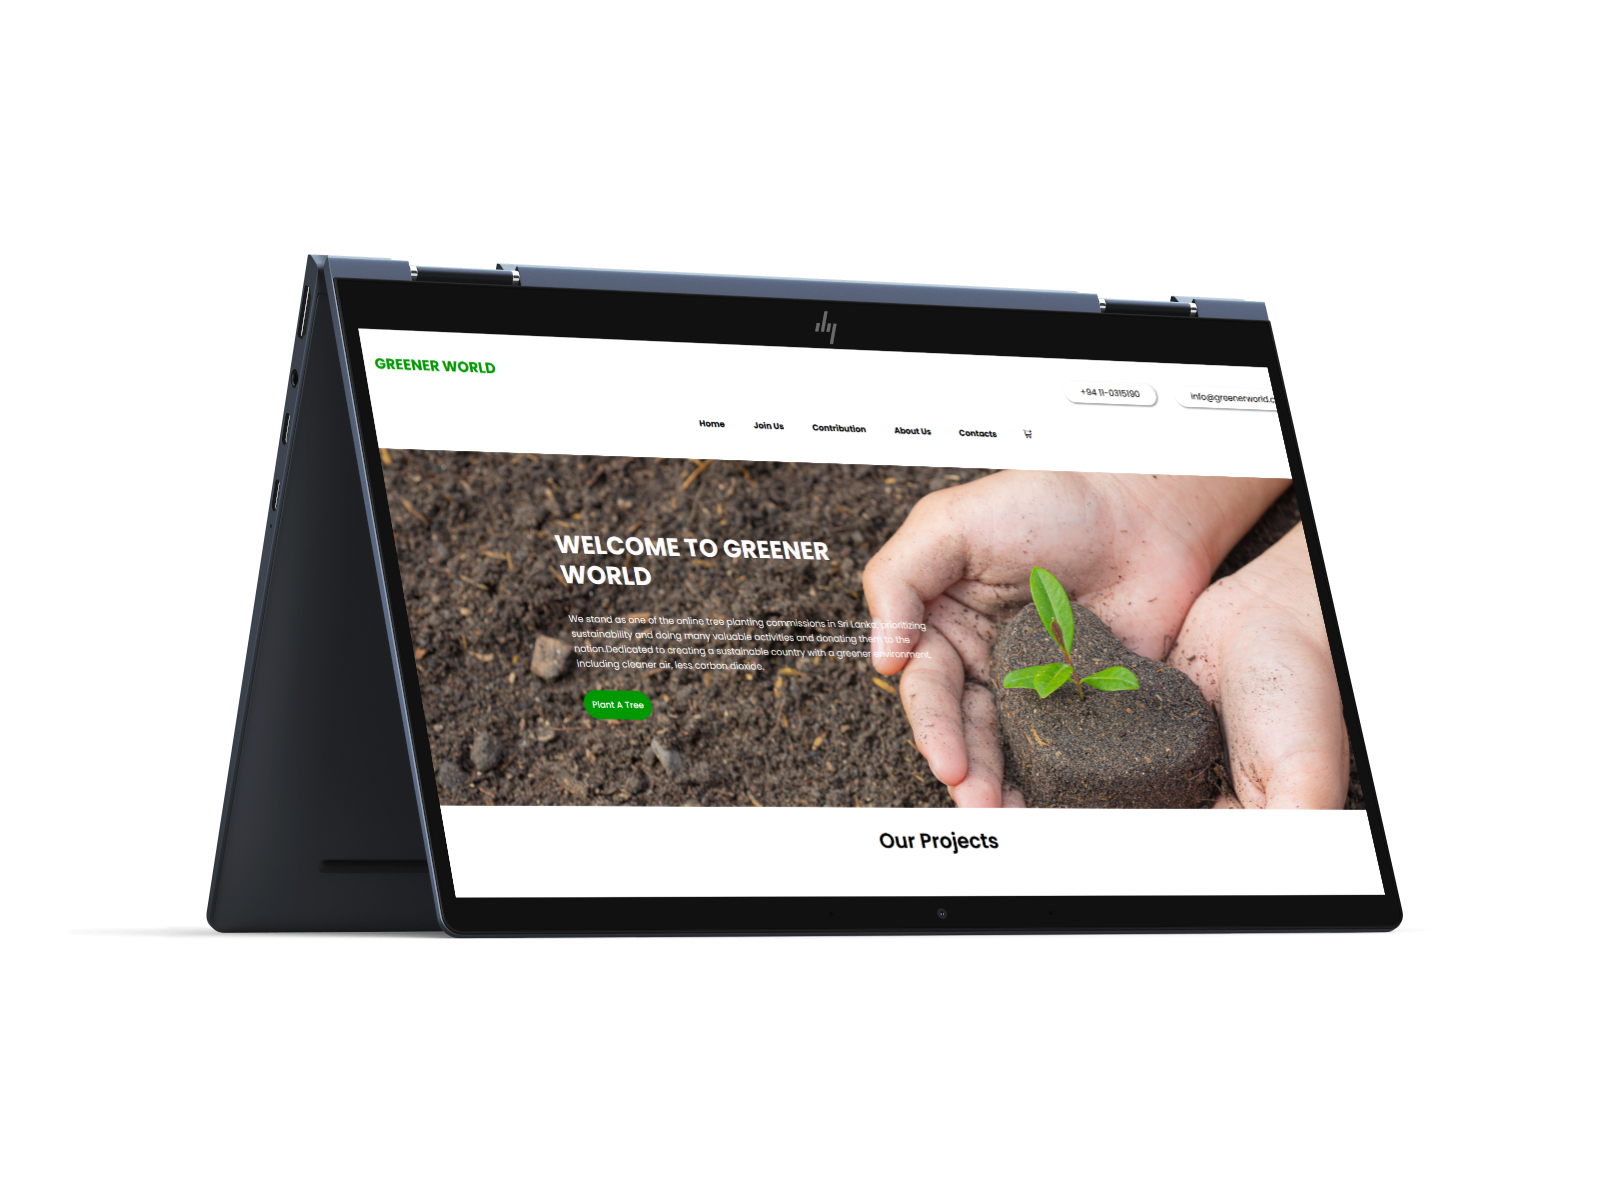 GREENER WORLD
+94 11-0315190
info@greenerworld.c
Home Join Us Contribution About Us Contacts
WELCOME TO GREENER
WORLD
We stand as one of the online tree planting commissions in Sri Lanka, prioritizing
sustainability and doing many valuable activities and donating them to the
nation.Dedicated to creating a sustainable country with a greener environment,
including cleaner air, less carbon dioxide.
Plant A Tree
Our Projects